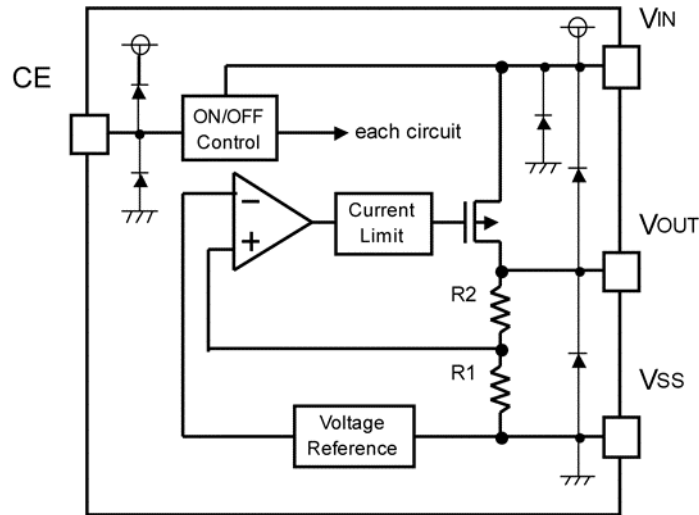 VIN
CE
ON/OFF
Control
each circuit
−
+
Current
Limit
VOUT
R2
R1
VSS
Voltage
Reference